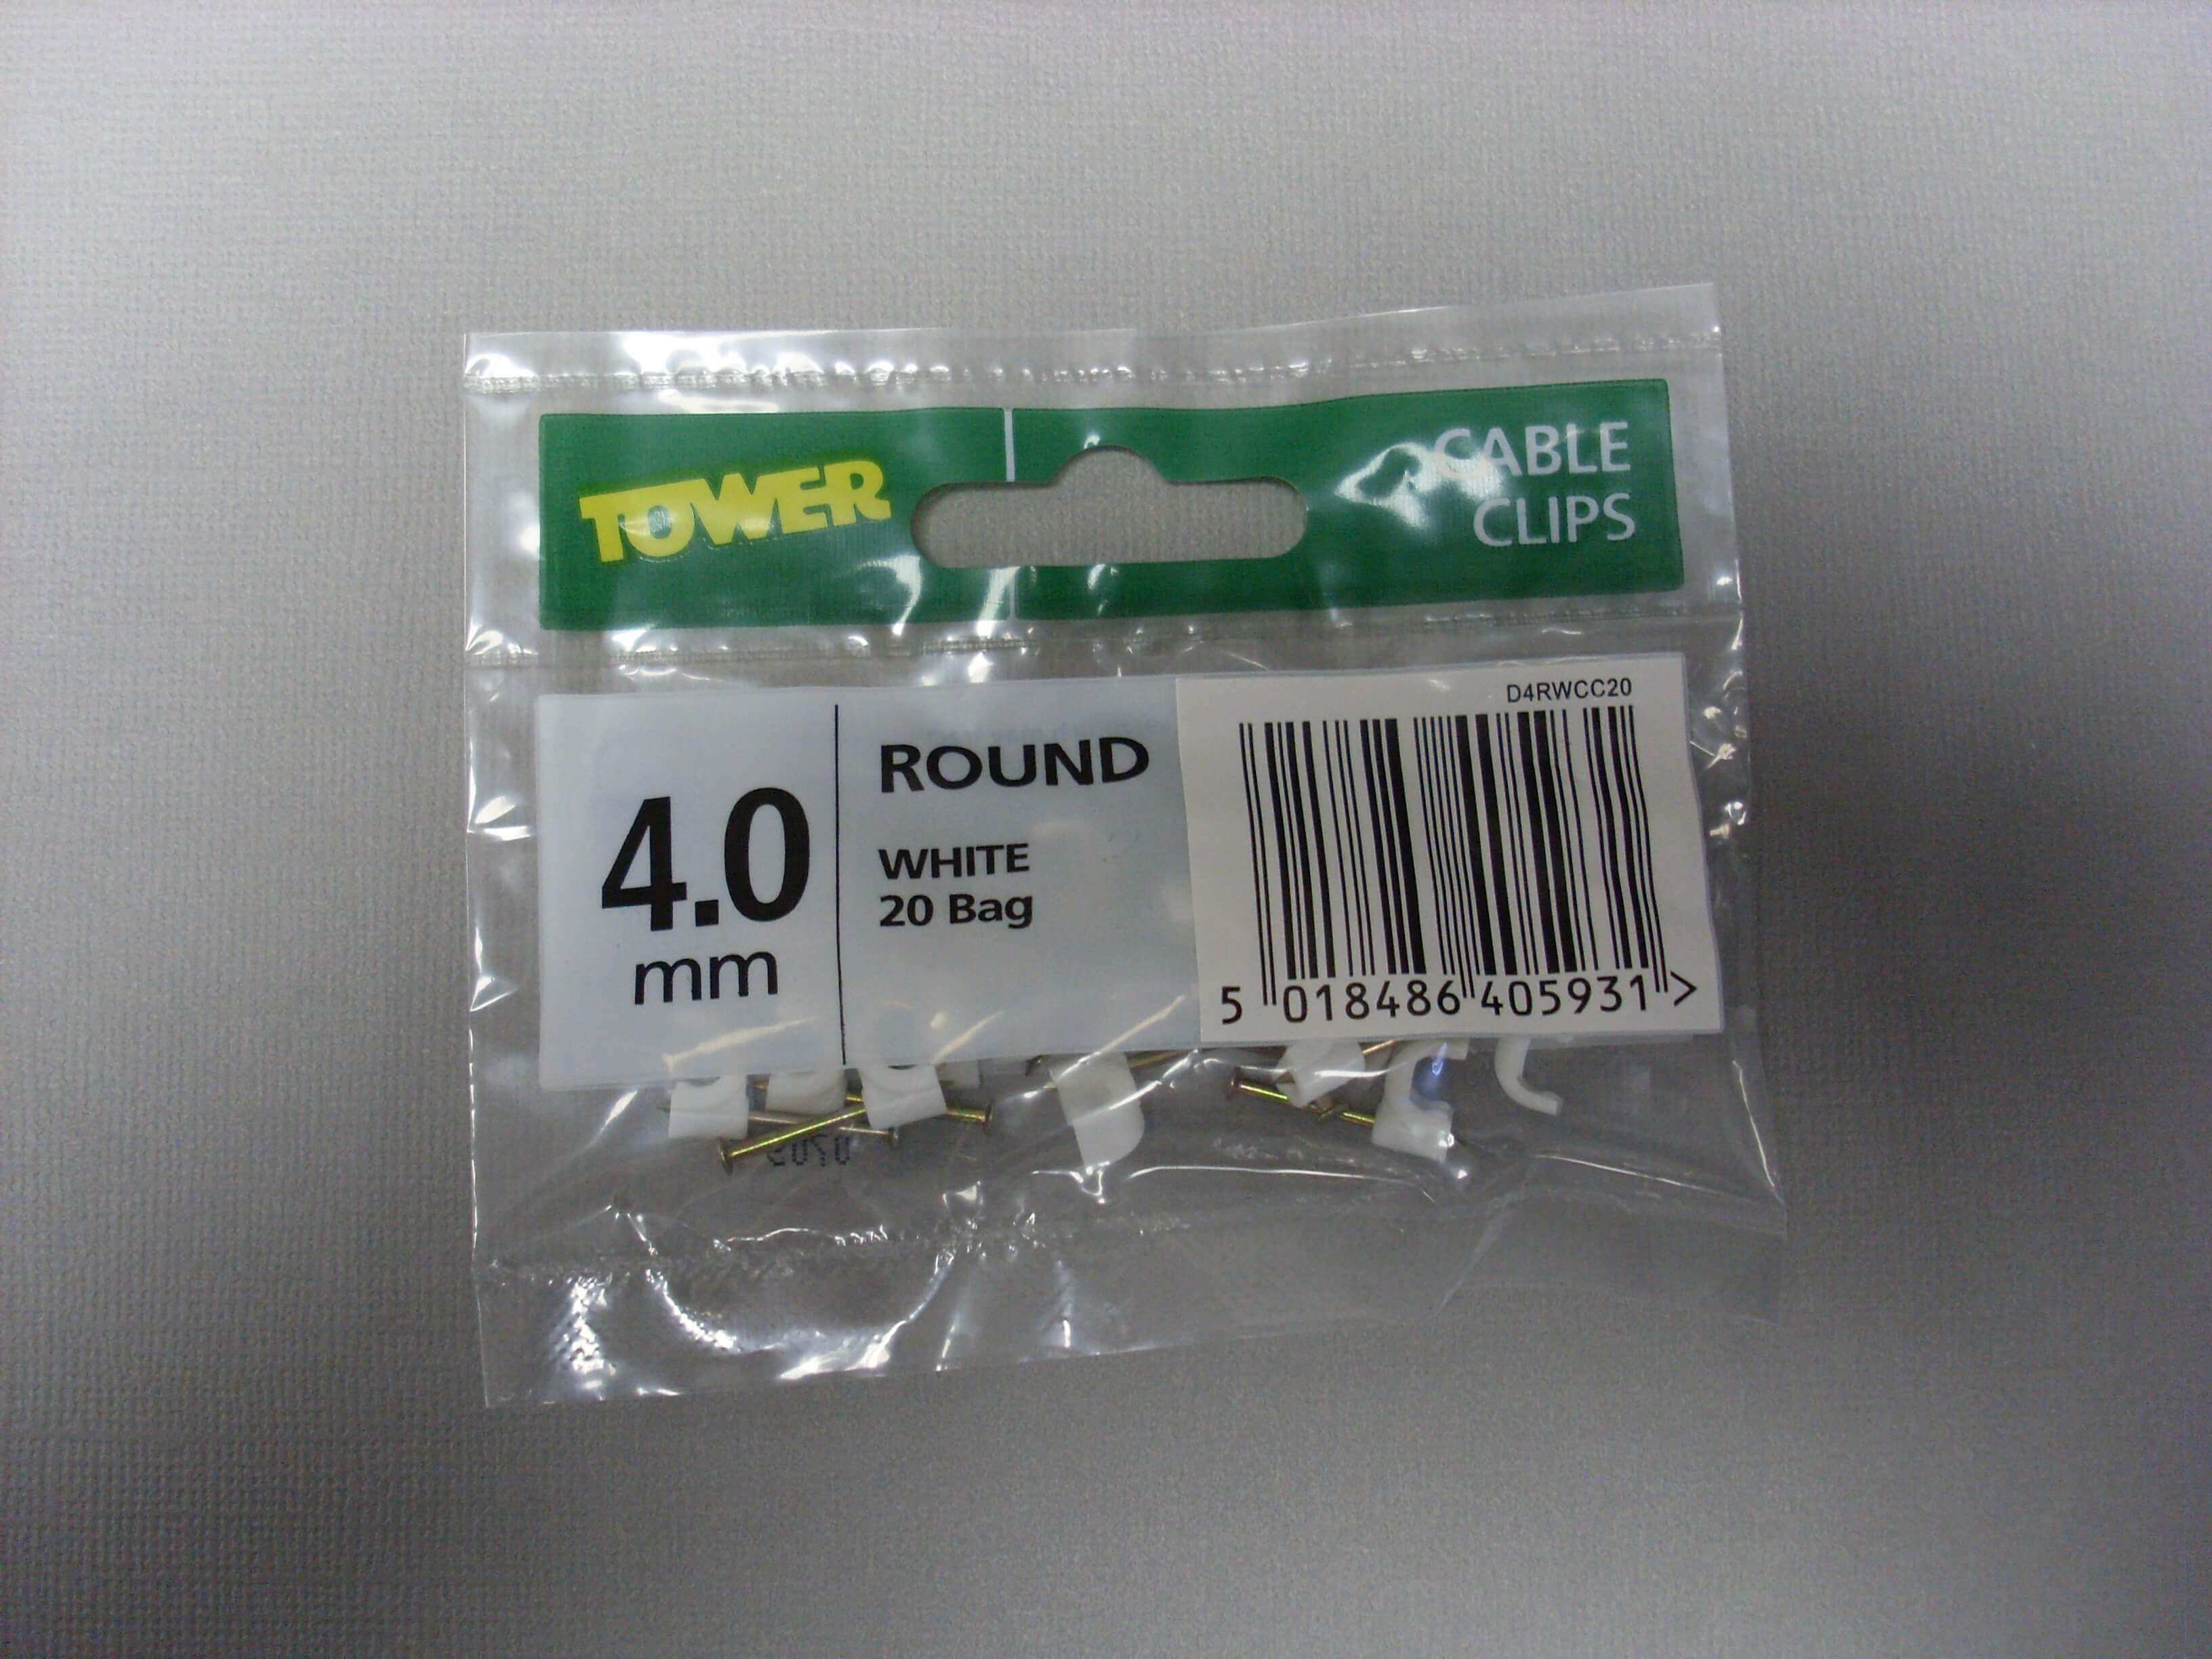 TOWER
CABLE
CLIPS
4.0
mm
ROUND
WHITE
20 Bag
D4RWCC20
5 018486 405931 >